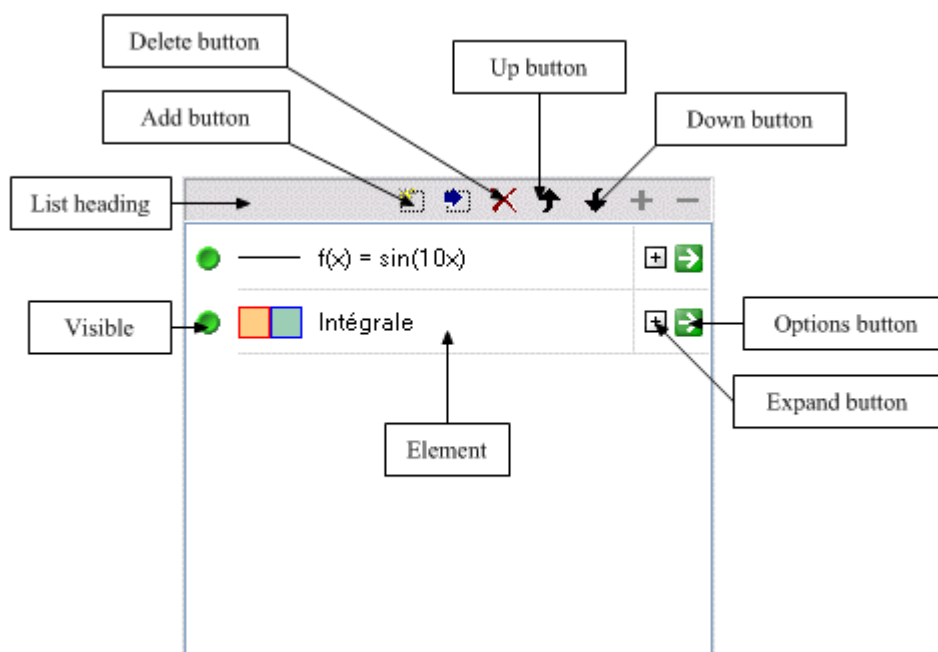 Delete button
Up button
Add button
Down button
List heading
f(x) = sin(10x)
Visible
Intégrale
Options button
Expand button
Element